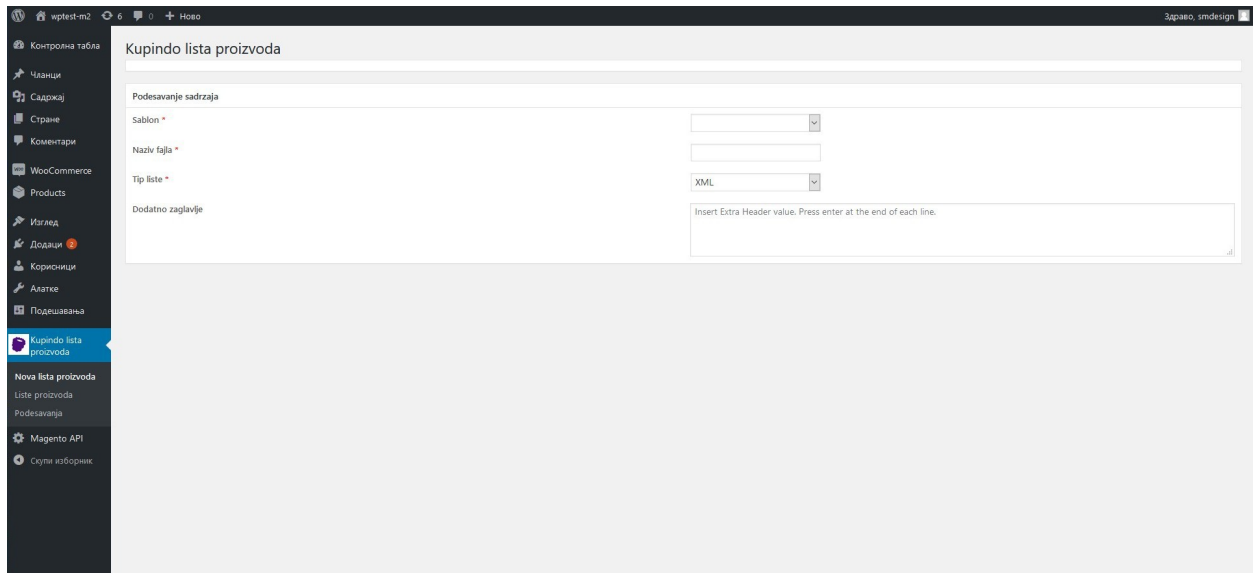 wptest-m2 6 0 + Ново
Здраво, smdesign
Контролна табла
Чланци
Садржај
Стране
Коментари
WooCommerce
Products
Изглед
Додаци 2
Корисници
Алатке
Подешавања
Kupindo lista
proizvoda
Nova lista proizvoda
Liste proizvoda
Podesavanja
Magento API
Скупи изборник
Kupindo lista proizvoda
Podesavanje sadrzaja
Sablon *
Naziv fajla *
Tip liste *
XML
Dodatno zaglavlje
Insert Extra Header value. Press enter at the end of each line.